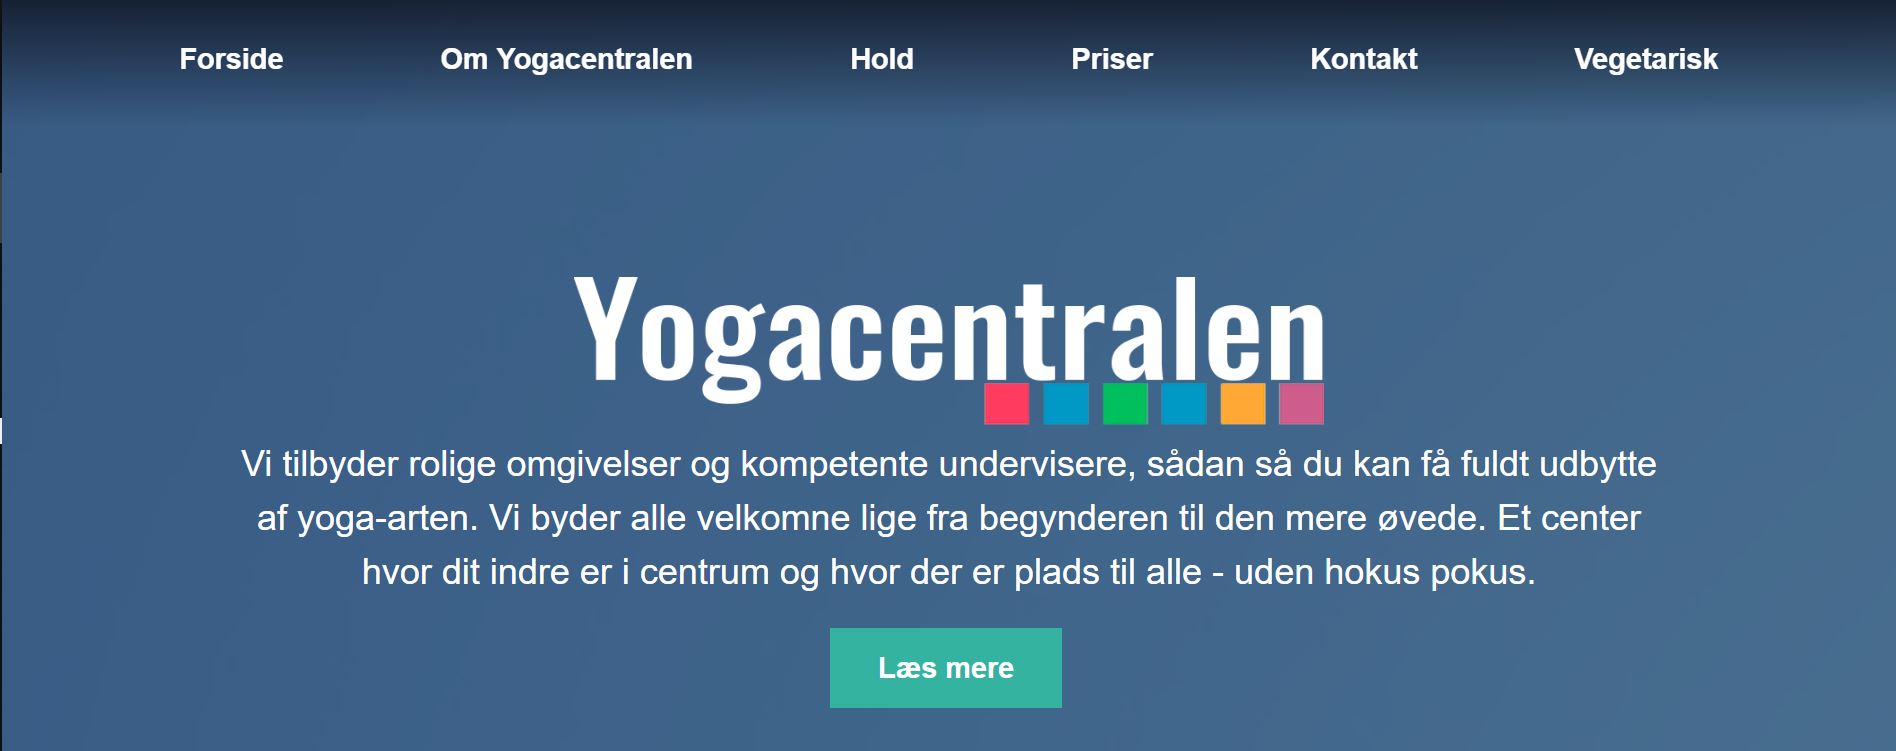 Forside Om Yogacentralen Hold Priser Kontakt Vegetarisk
Yogacentralen
Vi tilbyder rolige omgivelser og kompetente undervisere, sådan så du kan få fuldt udbytte
af yoga-arten. Vi byder alle velkomne lige fra begynderen til den mere øvede. Et center
hvor dit indre er i centrum og hvor der er plads til alle - uden hokus pokus.
Læs mere